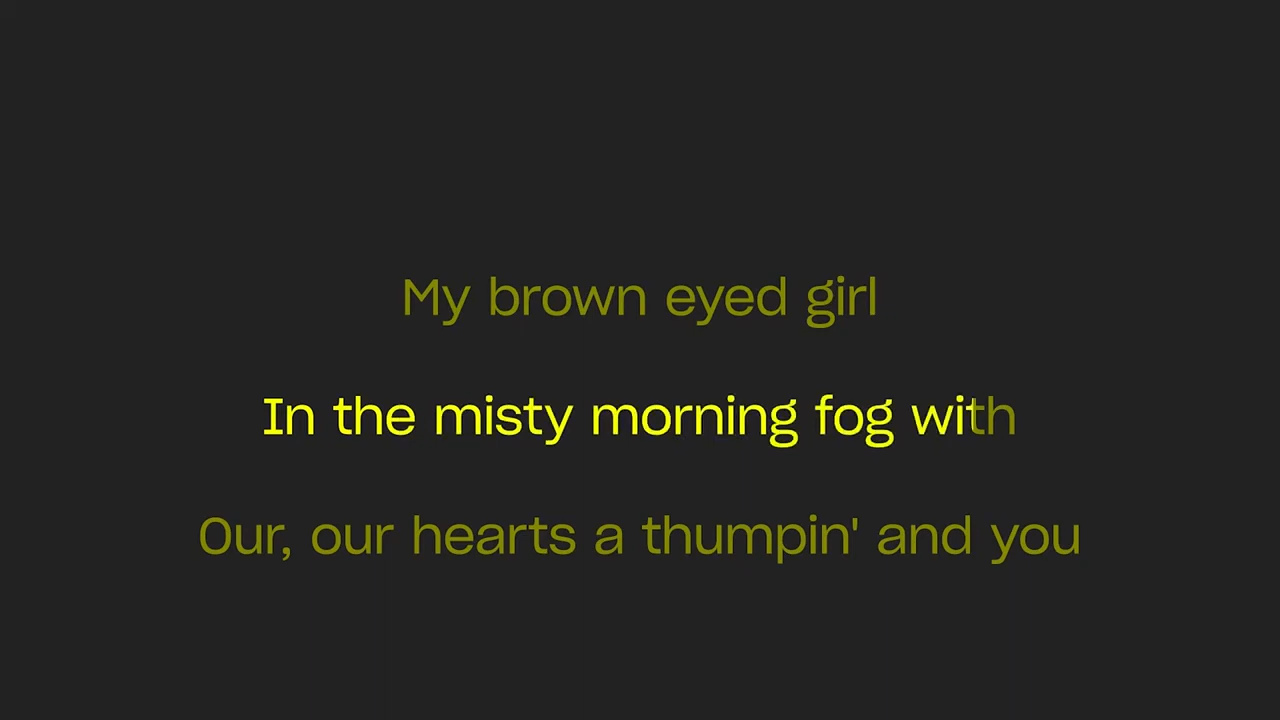 My brown eyed girl
In the misty morning fog with
Our, our hearts a thumpin' and you